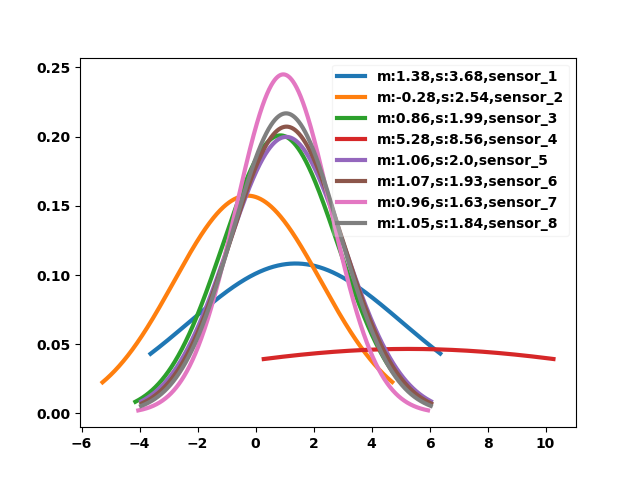 m:1.38,s:3.68,sensor_1
m:-0.28,s:2.54,sensor_2
m:0.86,s:1.99,sensor_3
m:5.28,s:8.56,sensor_4
m:1.06,s:2.0,sensor_5
m:1.07,s:1.93,sensor_6
m:0.96,s:1.63,sensor_7
m:1.05,s:1.84,sensor_8
0.25
0.20
0.15
0.10
0.05
0.00
−6 −4 −2 0 2 4 6 8 10